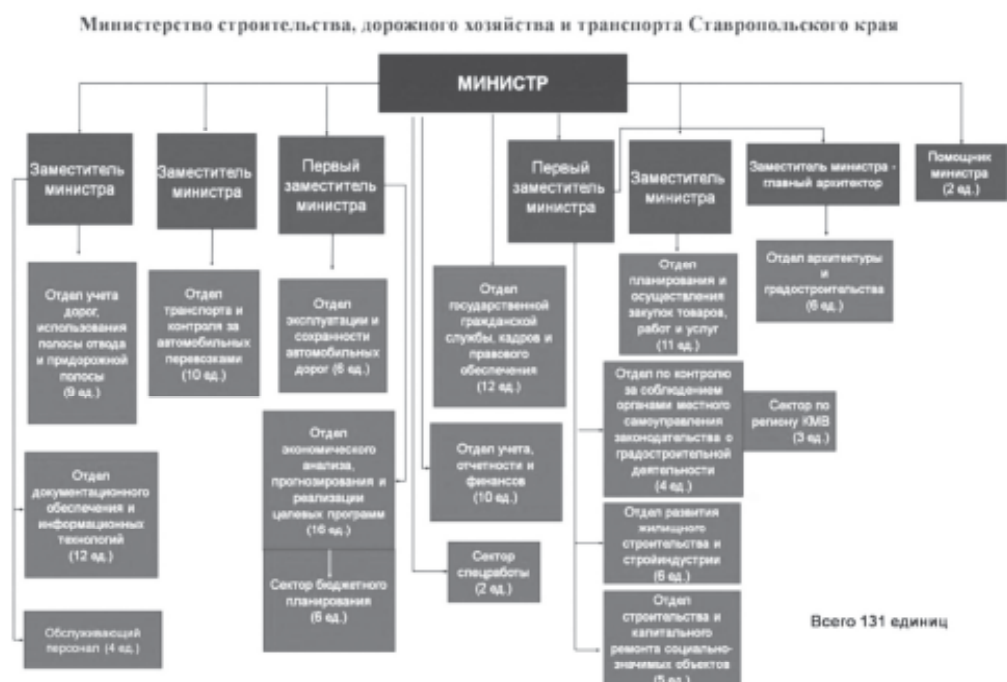 Министерство строительства, дорожного хозяйства и транспорта Ставропольского края
МИНИСТР
Заместитель
министра
Заместитель
министра
Первый
заместитель
министра
Первый
заместитель
министра
Заместитель
министра
Заместитель министра -
главный архитектор
Помощник
министра
(2 ед.)
Отдел учета
дорог,
использования
полосы отвода
и придорожной
полосы
(9 ед.)
Отдел
транспорта и
контроля за
автомобильных
перевозками
(10 ед.)
Отдел
эксплуатации и
сохранности
автомобильных
дорог (6 ед.)
Отдел
государственной
гражданской
службы, кадров и
правового
обеспечения
(12 ед.)
Отдел
планирования и
осуществления
закупок товаров,
работ и услуг
(11 ед.)
Отдел архитектуры
и
градостроительства
(6 ед.)
Отдел по контролю
за соблюдением
органами местного
самоуправления
законодательства о
градостроительной
деятельности
(4 ед.)
Сектор по
региону КМВ
(3 ед.)
Отдел
экономического
анализа,
прогнозирования и
реализации
целевых программ
(16 ед.)
Отдел учета,
отчетности и
финансов
(10 ед.)
Отдел
документационного
обеспечения и
информационных
технологий
(12 ед.)
Отдел развития
жилищного
строительства и
стройиндустрии
(6 ед.)
Сектор
спецработы
(2 ед.)
Сектор бюджетного
планирования
(6 ед.)
Обслуживающий
персонал (4 ед.)
Отдел
строительства и
капитального
ремонта социально-
значимых объектов
(5 ед.)
Всего 131 единиц